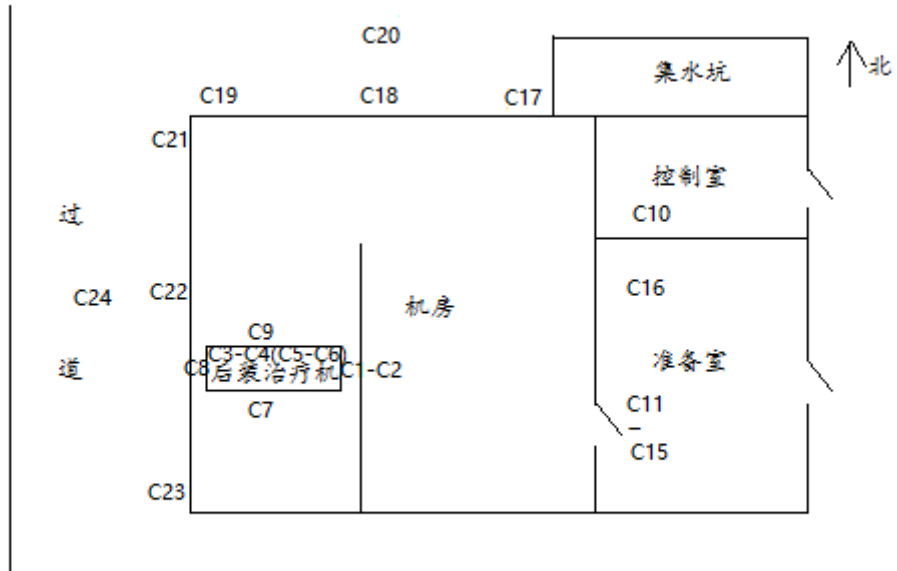 C20
集水坑
北
C19
C18
C17
C21
控制室
过
C10
C24
C22
机房
C16
C9
C3-C4(C5-C6)
道
C8
后装治疗机
C1-C2
准备室
C7
C11
–
C15
C23